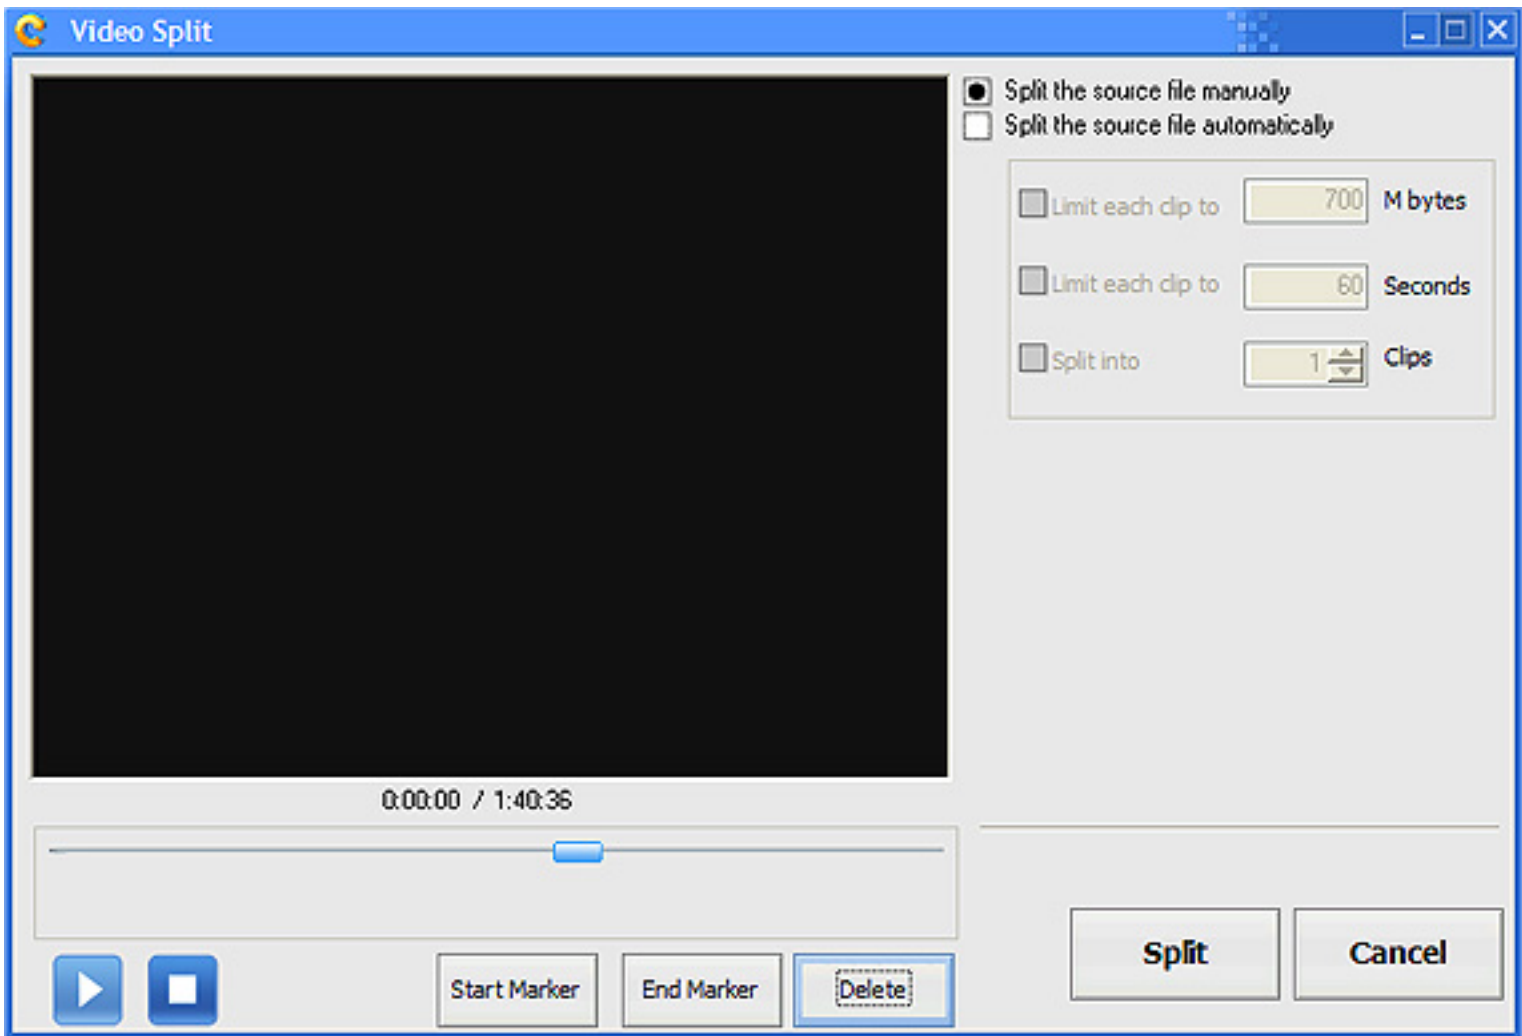 Video Split
Split the source file manually
Split the source file automatically
Limit each clip to 700 M bytes
Limit each clip to 60 Seconds
Split into 1 Clips
0:00:00 / 1:40:36
Start Marker End Marker Delete
Split Cancel